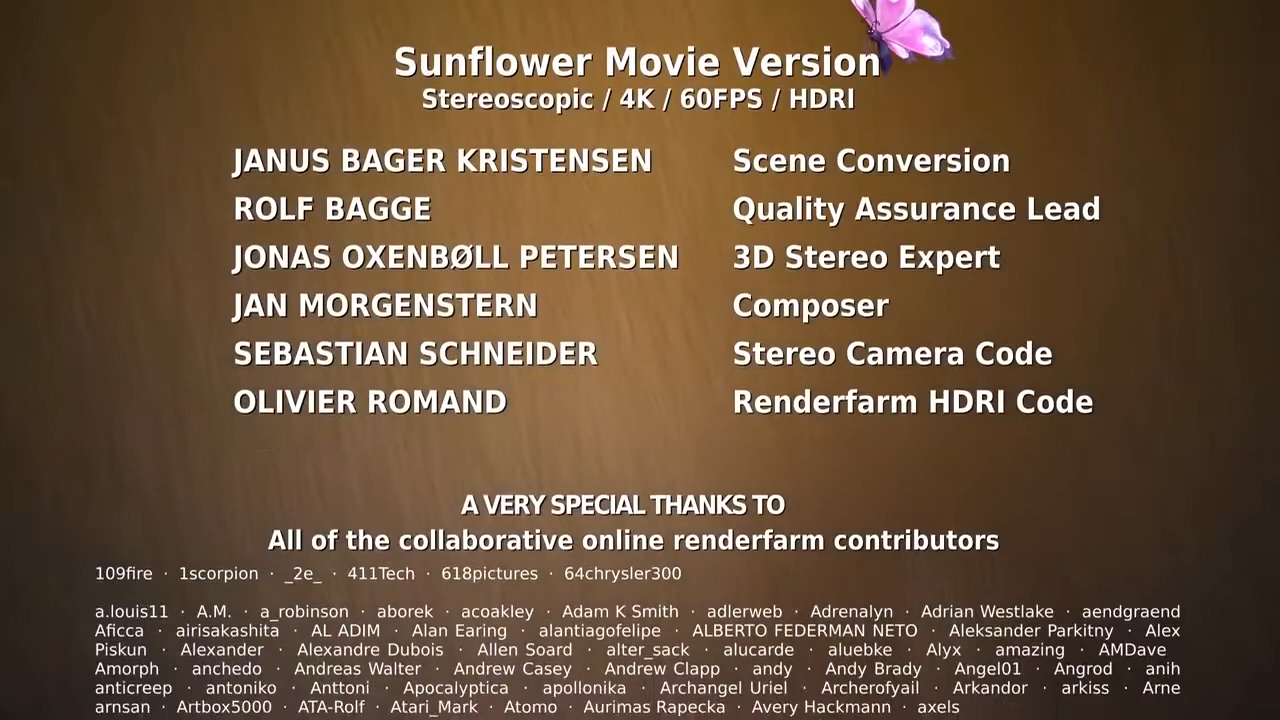 Sunflower Movie Version
Stereoscopic / 4K / 60FPS / HDRI
JANUS BAGER KRISTENSEN Scene Conversion
ROLF BAGGE Quality Assurance Lead
JONAS OXENBØLL PETERSEN 3D Stereo Expert
JAN MORGENSTERN Composer
SEBASTIAN SCHNEIDER Stereo Camera Code
OLIVIER ROMAND Renderfarm HDRI Code
A VERY SPECIAL THANKS TO
All of the collaborative online renderfarm contributors
109fire · 1scorpion · _2e_ · 411Tech · 618pictures · 64chrysler300
a.louis11 · A.M. · a_robinson · aborek · acoakley · Adam K Smith · adlerweb · Adrenalyn · Adrian Westlake · aendgraend
Aficca · airisakashita · AL ADIM · Alan Earing · alantiagofelipe · ALBERTO FEDERMAN NETO · Aleksander Parkitny · Alex
Piskun · Alexander · Alexandre Dubois · Allen Soard · alter_sack · alucarde · aluebke · Alyx · amazing · AMDave
Amorph · anchedo · Andreas Walter · Andrew Casey · Andrew Clapp · andy · Andy Brady · Angel01 · Angrod · anih
anticreep · antoniko · Anttoni · Apocalyptica · apollonika · Archangel Uriel · Archerofyail · Arkandor · arkiss · Arne
arnsan · Artbox5000 · ATA-Rolf · Atari_Mark · Atomo · Aurimas Rapecka · Avery Hackmann · axels